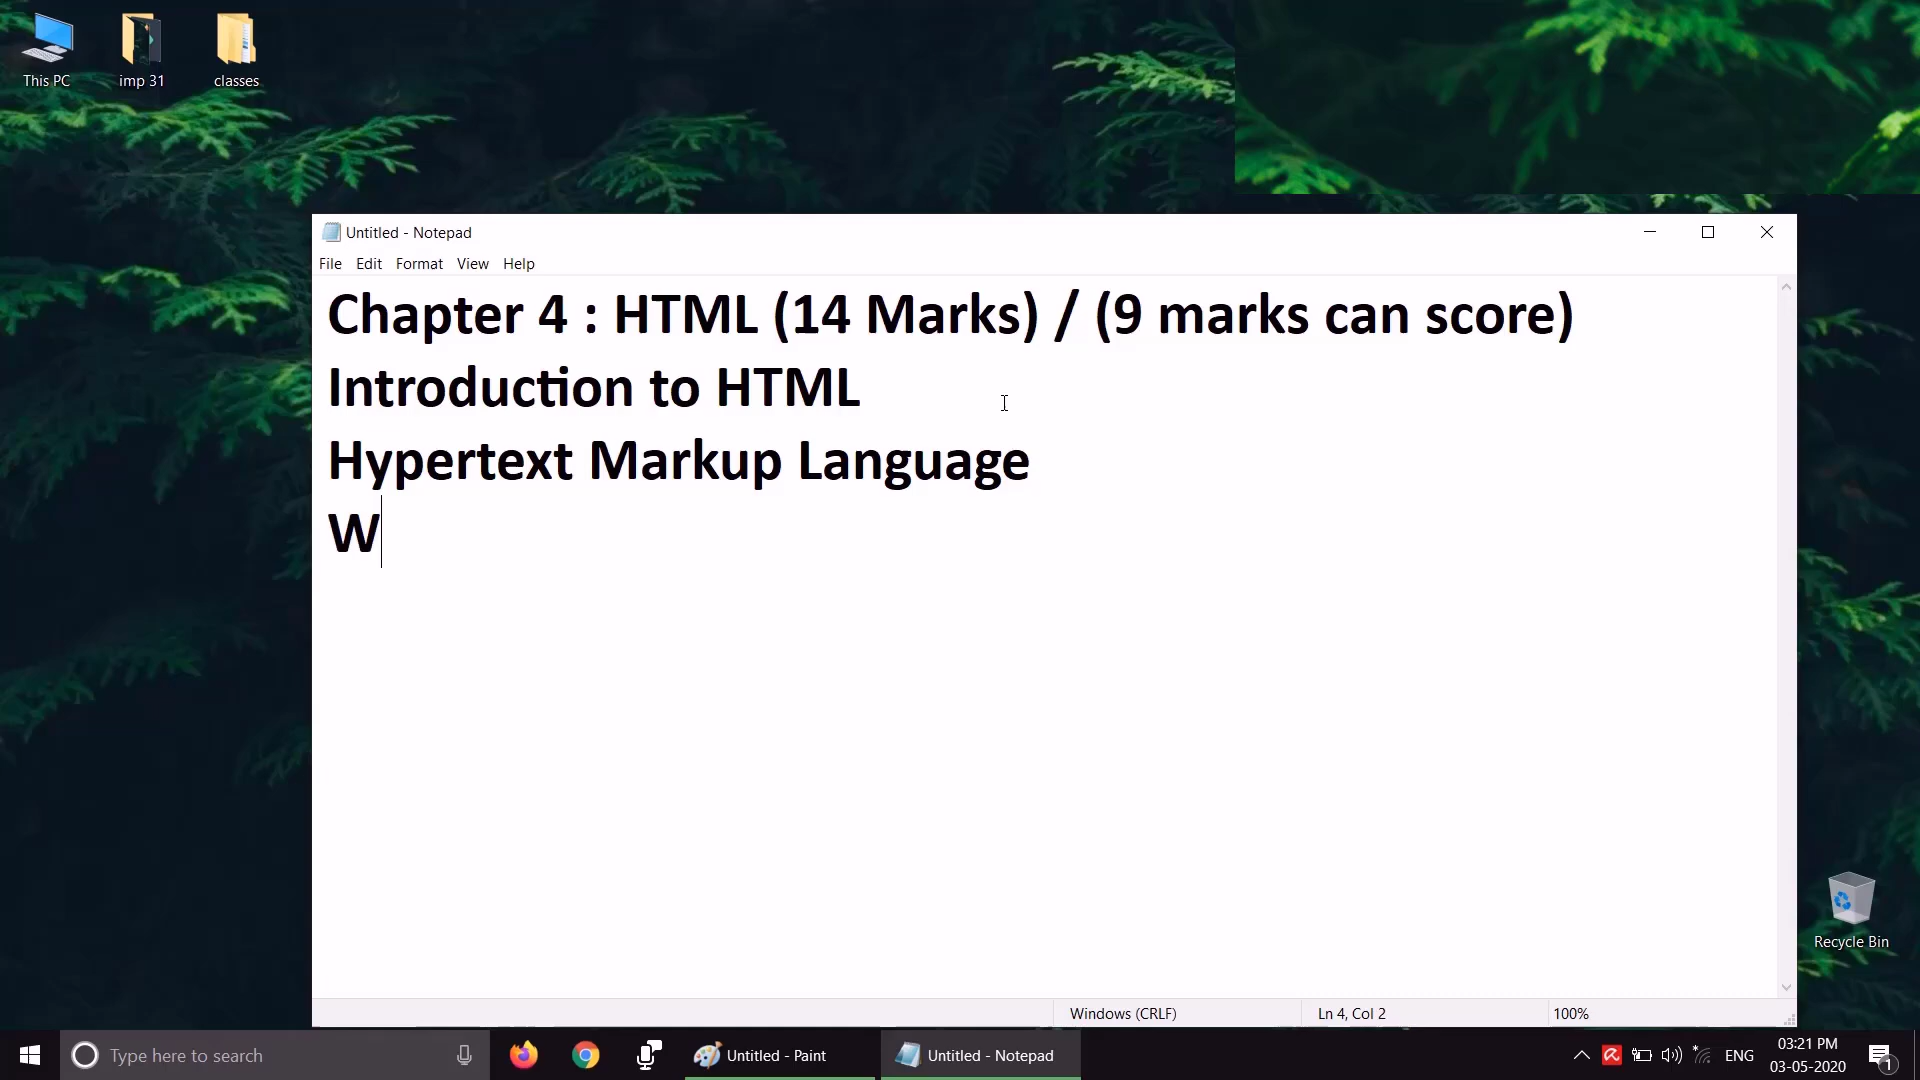 This PC
imp 31
classes
Untitled - Notepad
File Edit Format View Help
Chapter 4 : HTML (14 Marks) / (9 marks can score)
Introduction to HTML
Hypertext Markup Language
W
Recycle Bin
Windows (CRLF) Ln 4, Col 2 100%
Type here to search
Untitled - Paint
Untitled - Notepad
ENG
03:21 PM
03-05-2020
1